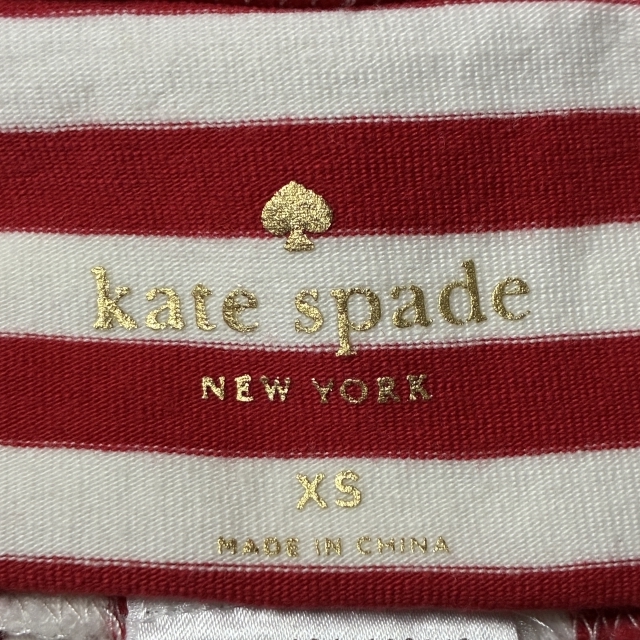 kate spade
NEW YORK
XS
MADE IN CHINA